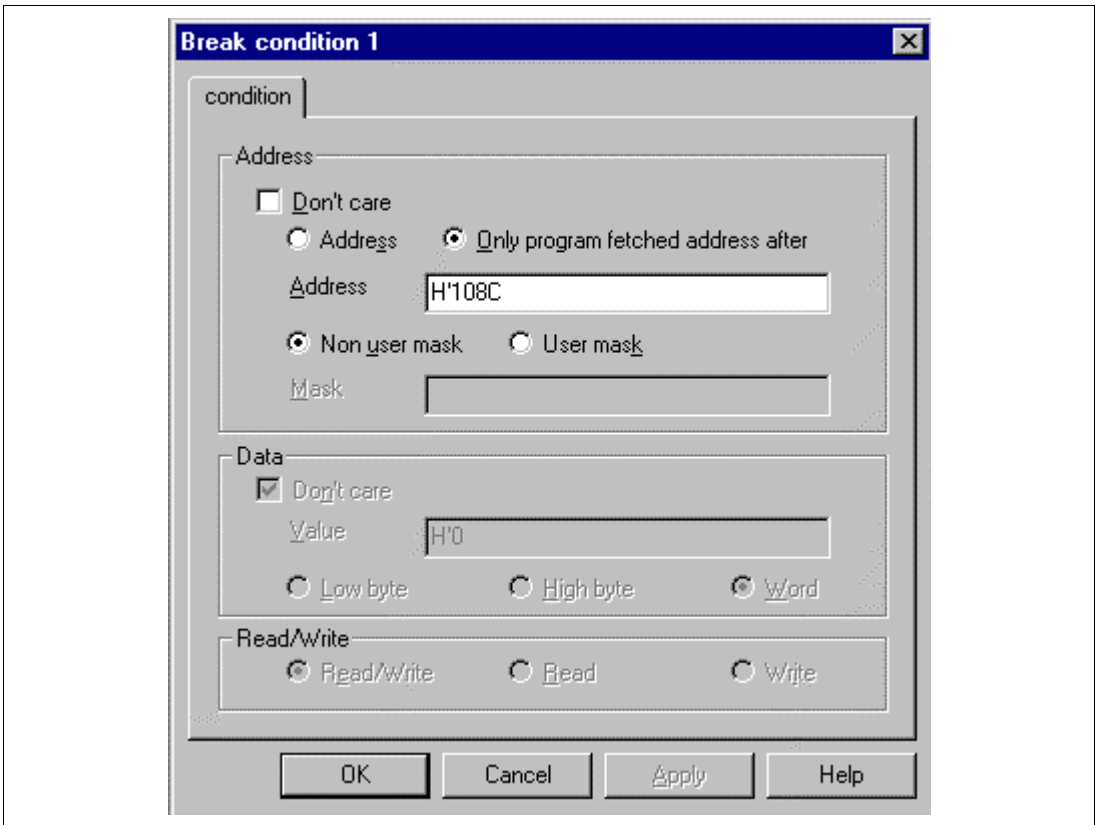 Break condition 1
condition
Address
Don't care
Address Only program fetched address after
Address H'108C
Non user mask User mask
Mask
Data
Don't care
Value H'0
Low byte High byte Word
Read/Write
Read/Write Read Write
OK Cancel Apply Help